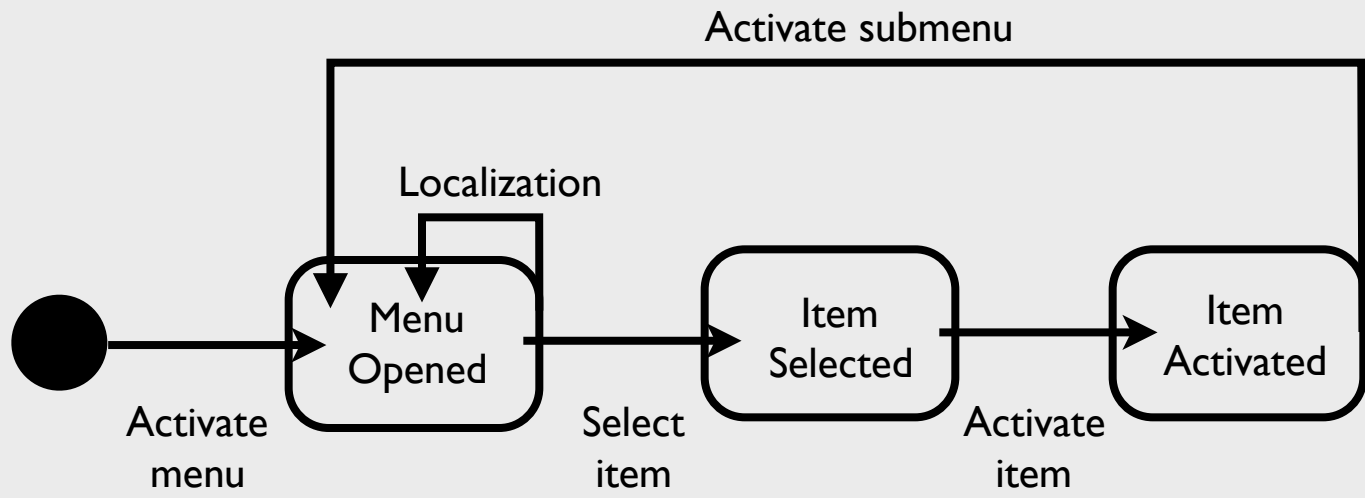 Activate submenu
Localization
Menu
Opened
Item
Selected
Item
Activated
Activate
menu
Select
item
Activate
item